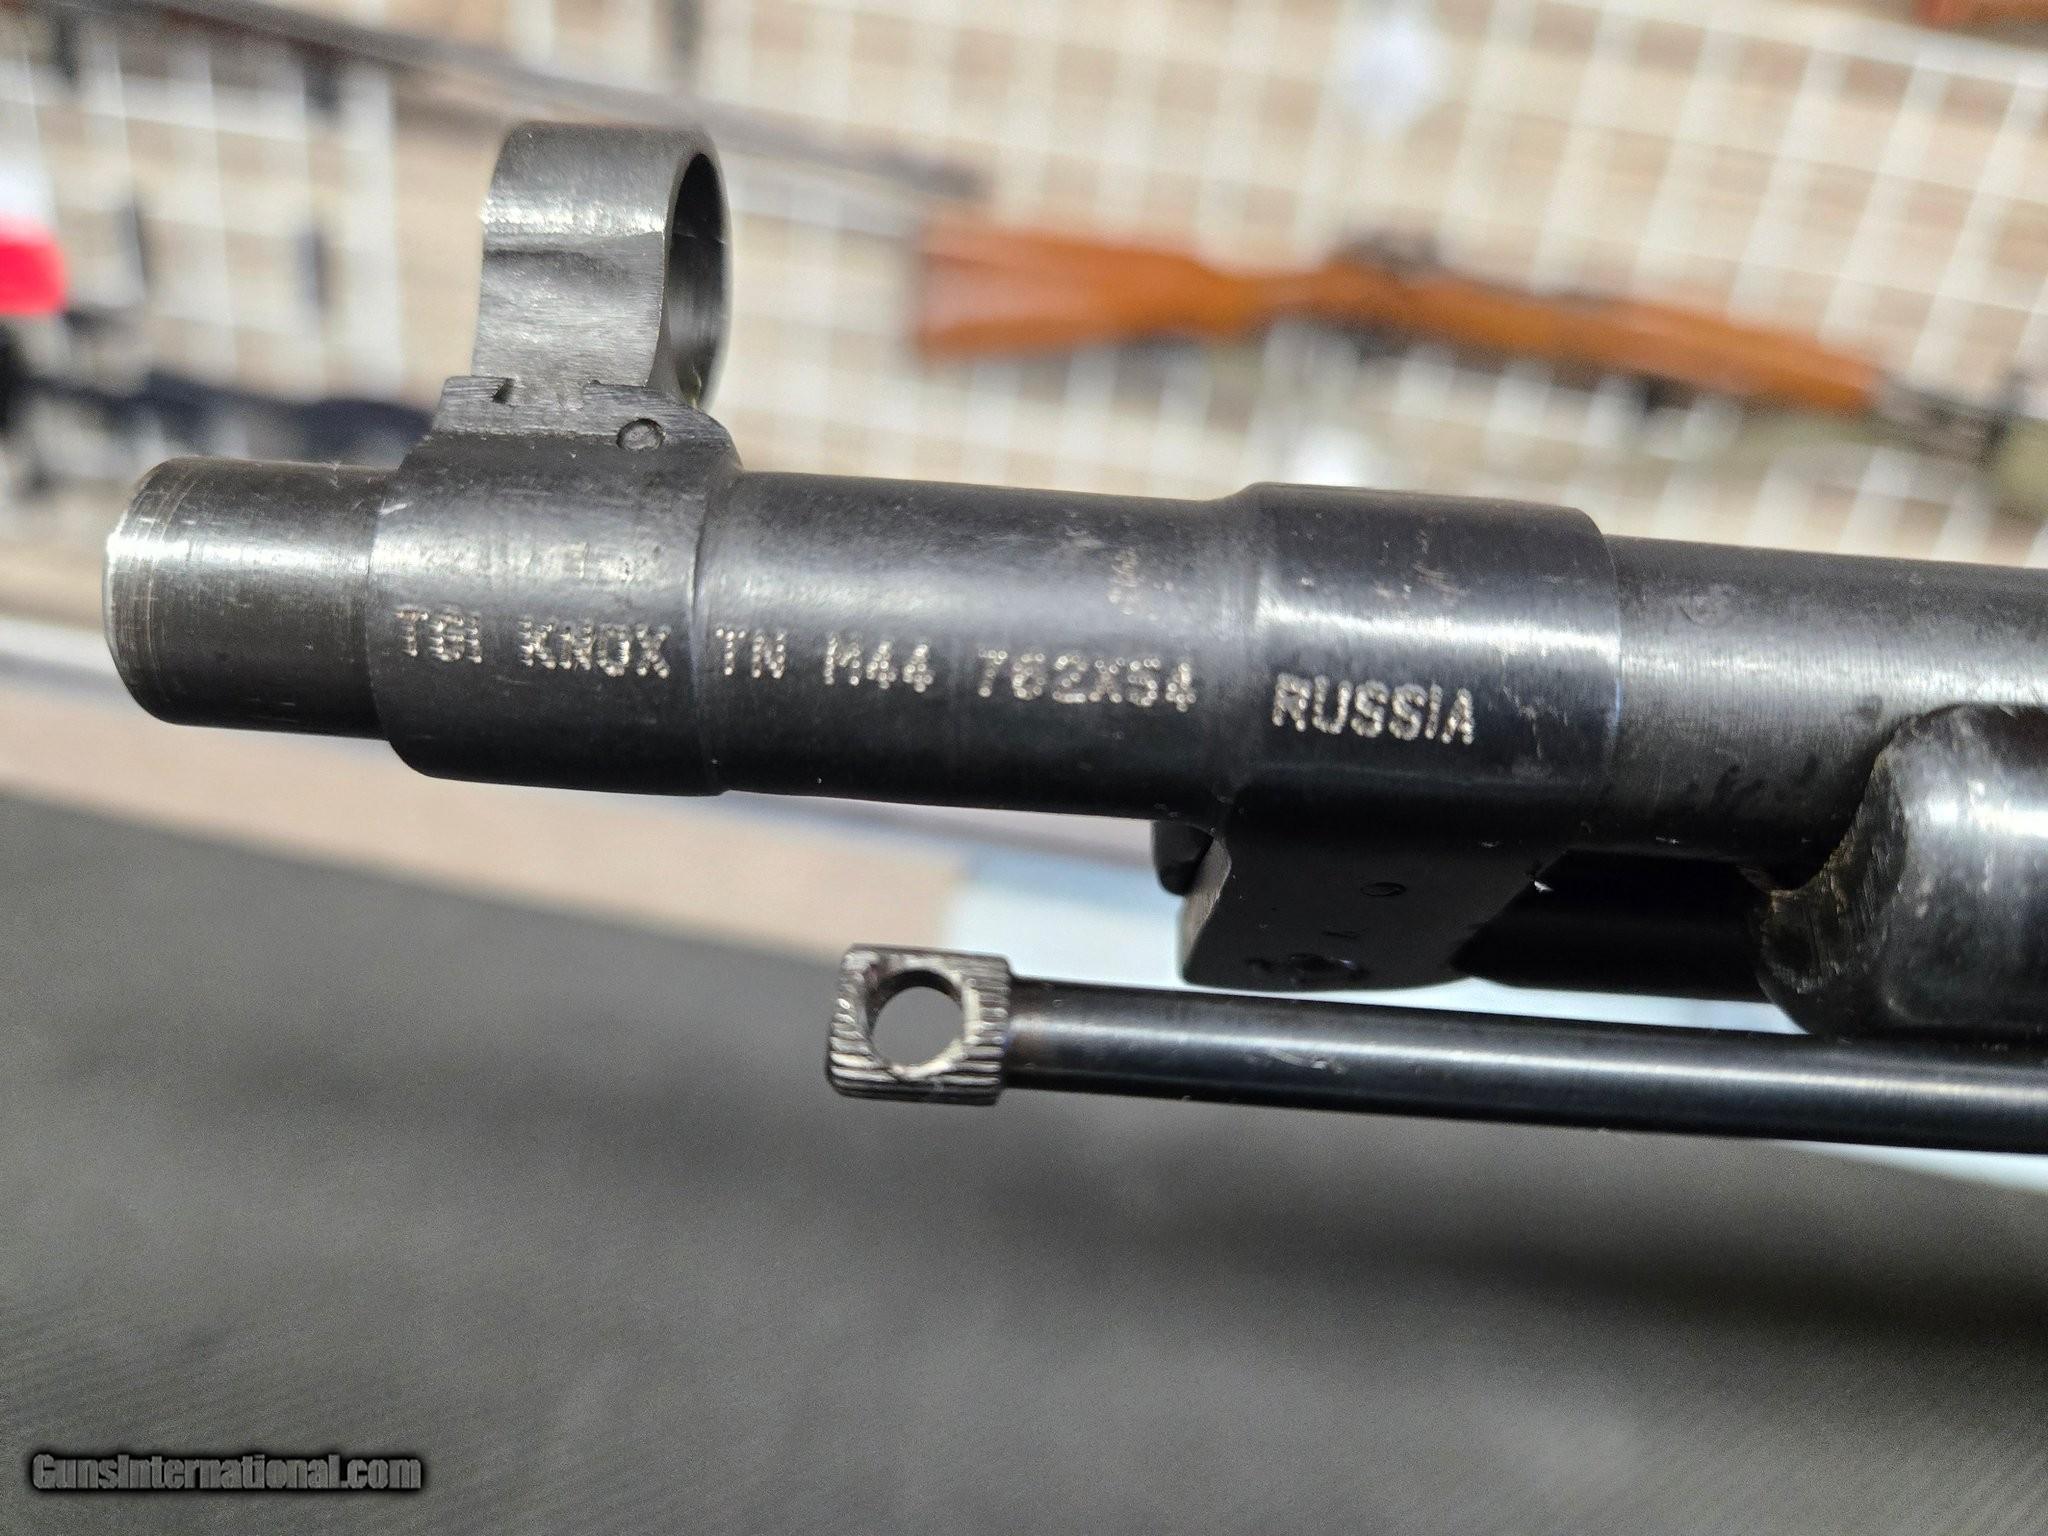 TGI KNOX TN M44 762X54 RUSSIA
GunsInternational.com